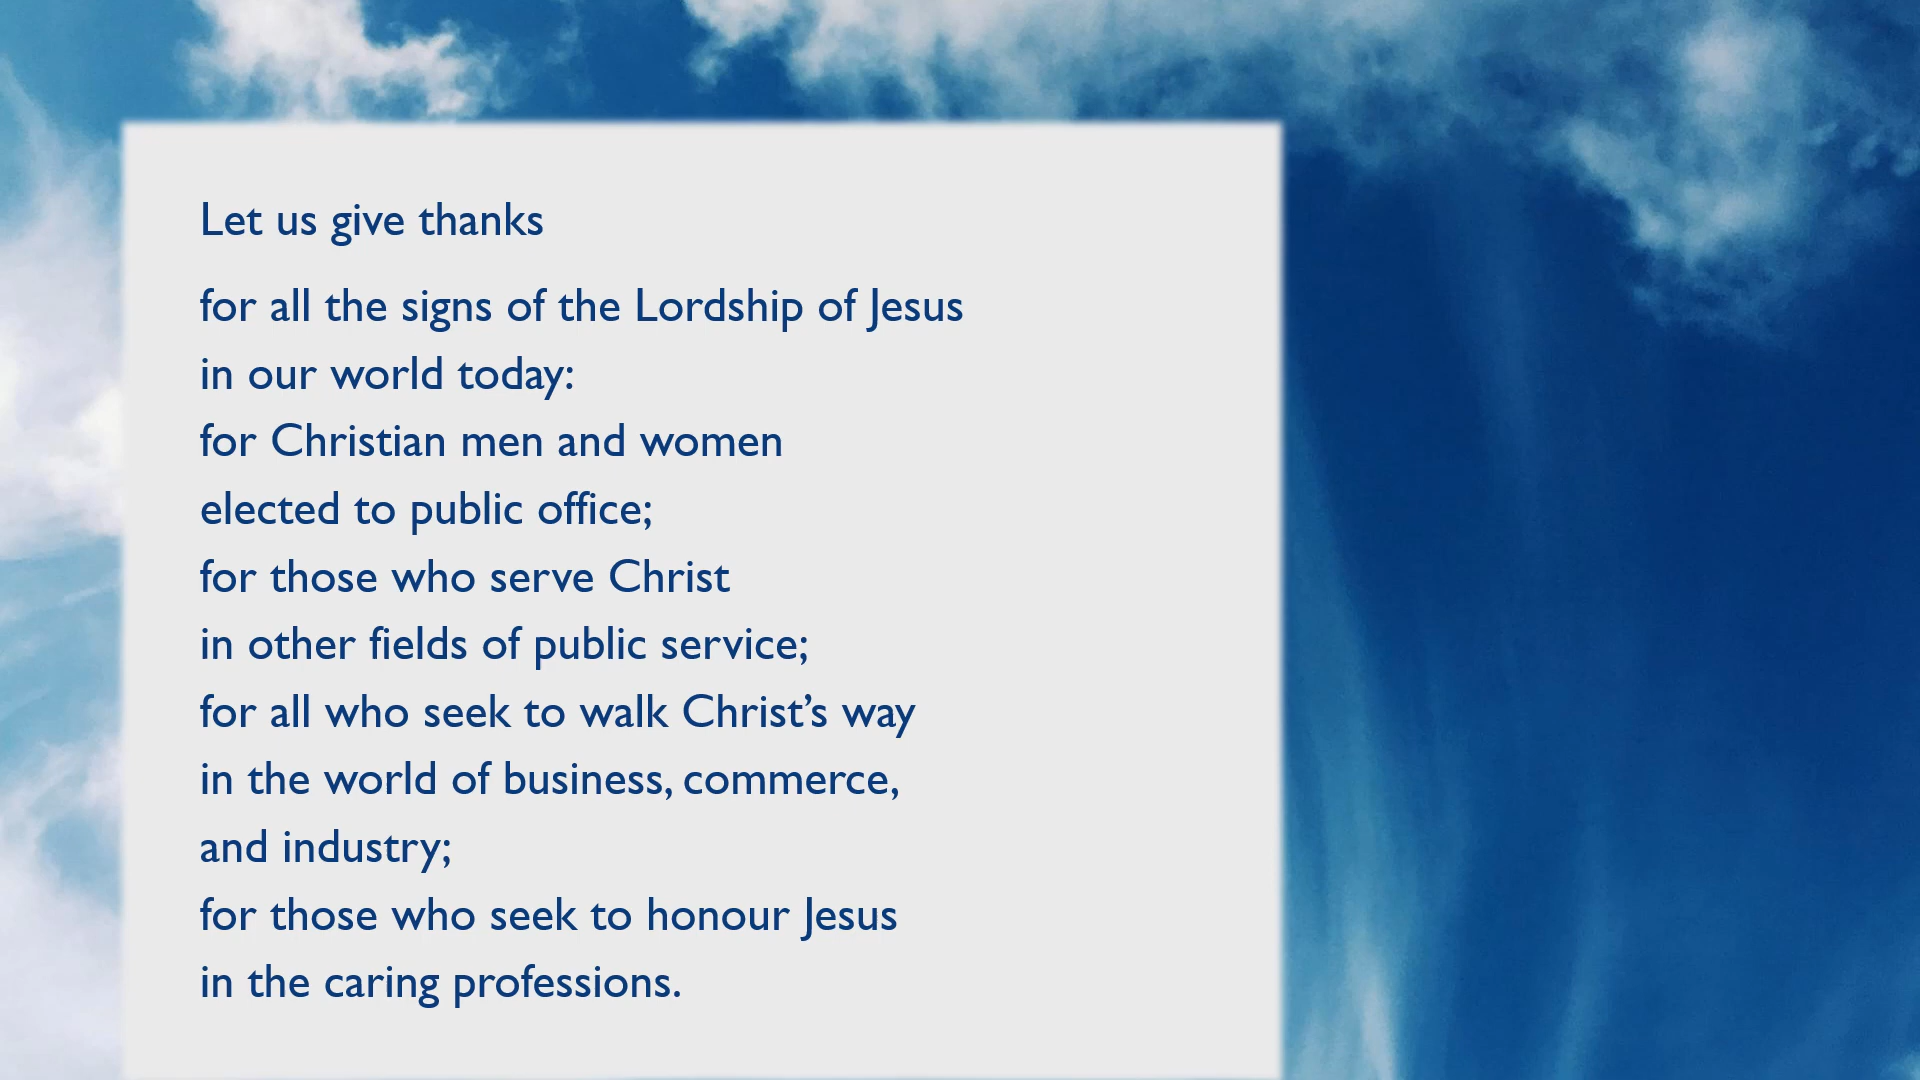 Let us give thanks
for all the signs of the Lordship of Jesus
in our world today:
for Christian men and women
elected to public office;
for those who serve Christ
in other fields of public service;
for all who seek to walk Christ’s way
in the world of business, commerce,
and industry;
for those who seek to honour Jesus
in the caring professions.